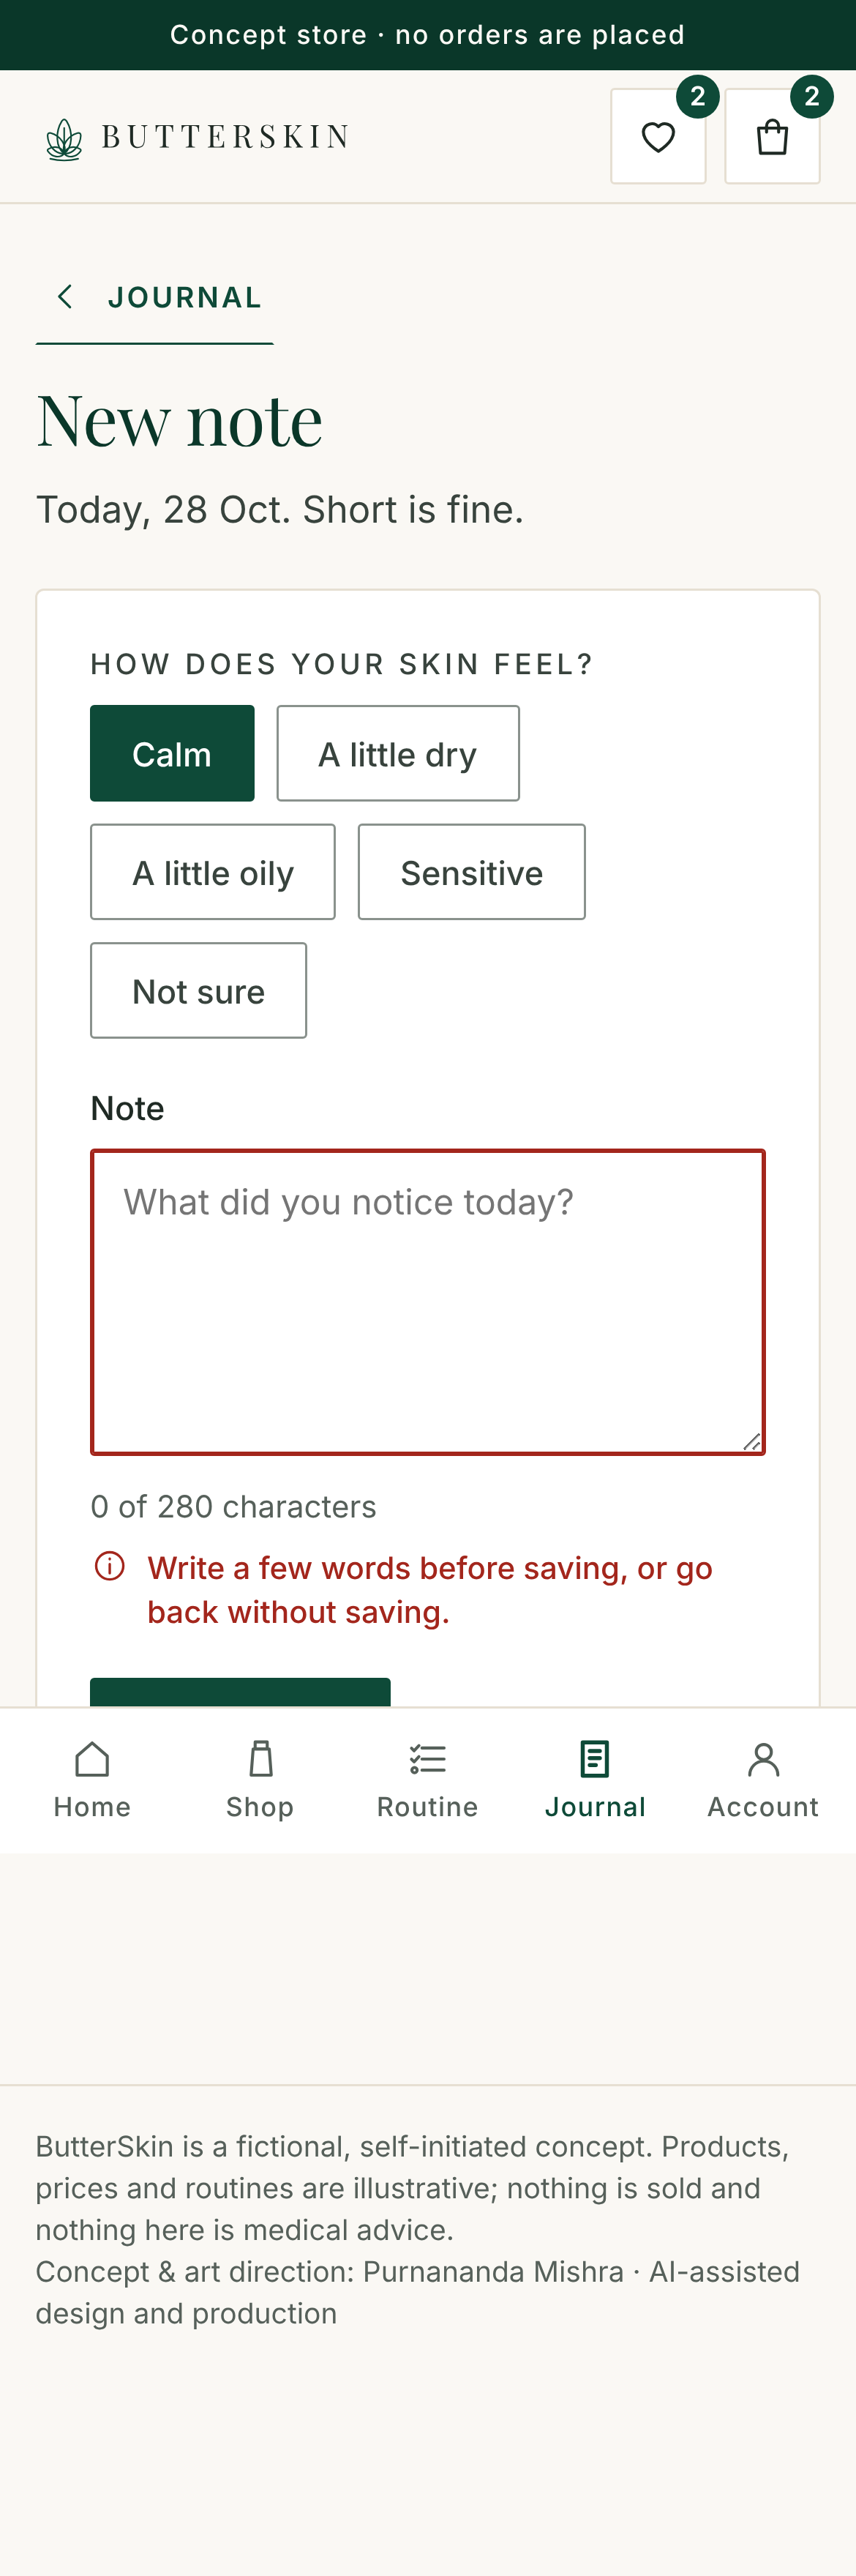 Concept store · no orders are placed
BUTTERSKIN
2
2
JOURNAL
New note
Today, 28 Oct. Short is fine.
HOW DOES YOUR SKIN FEEL?
Calm
A little dry
A little oily
Sensitive
Not sure
Note
What did you notice today?
0 of 280 characters
Write a few words before saving, or go
back without saving.
Home
Shop
Routine
Journal
Account
ButterSkin is a fictional, self-initiated concept. Products,
prices and routines are illustrative; nothing is sold and
nothing here is medical advice.
Concept & art direction: Purnananda Mishra · AI-assisted
design and production